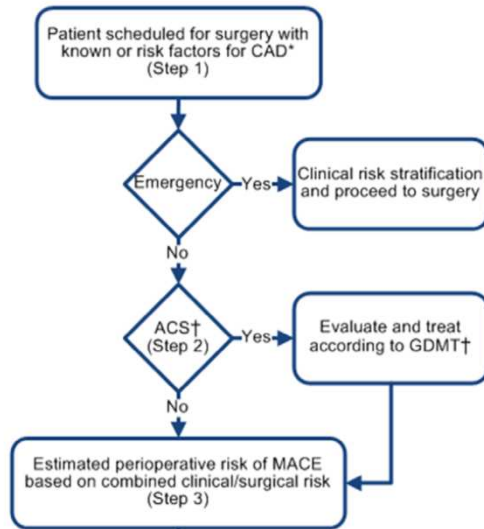 Patient scheduled for surgery with
known or risk factors for CAD*
(Step 1)
Emergency
Yes
Clinical risk stratification
and proceed to surgery
No
ACS†
(Step 2)
Yes
Evaluate and treat
according to GDMT†
No
Estimated perioperative risk of MACE
based on combined clinical/surgical risk
(Step 3)